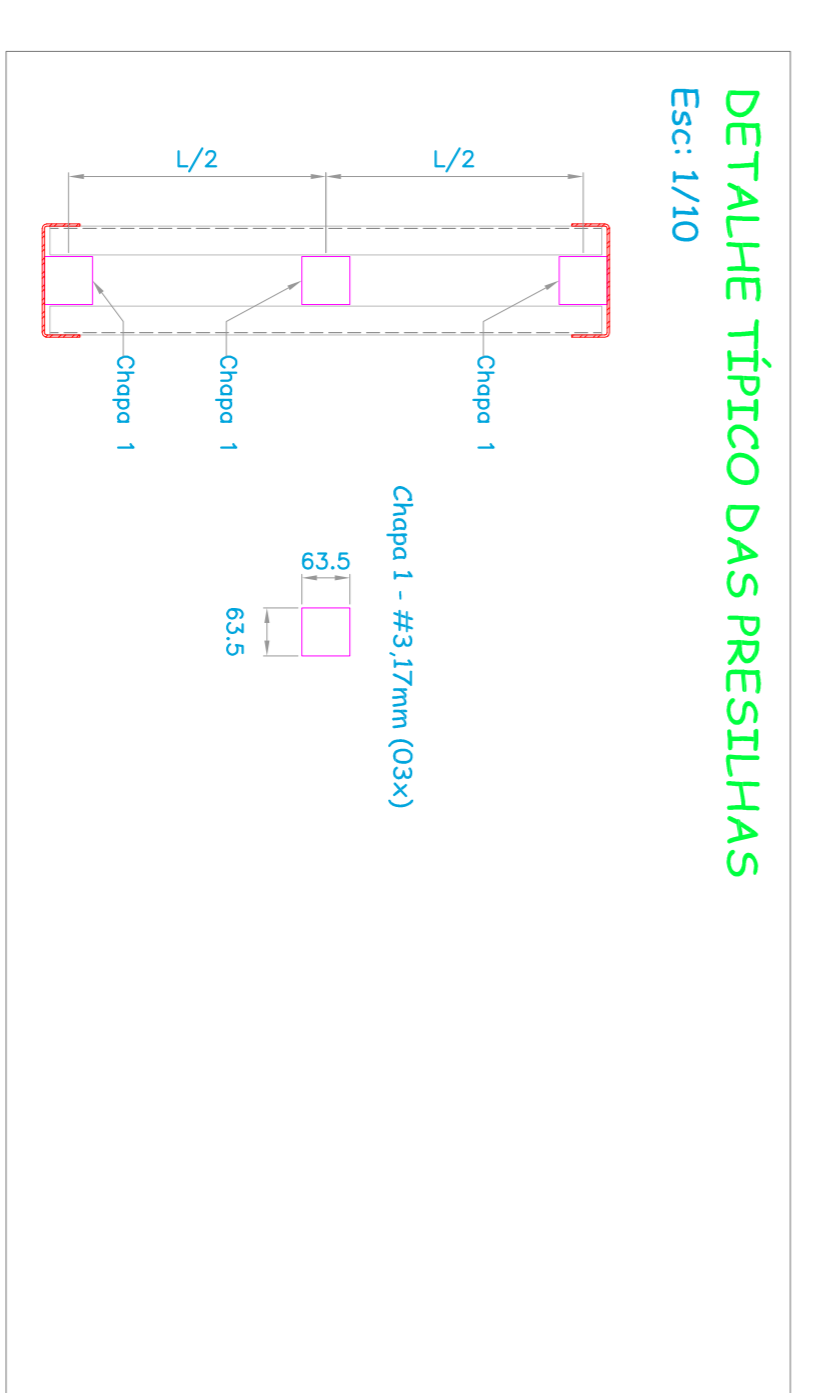 DETALHE TÍPICO DAS PRESILHAS
Esc: 1/10
L/2
L/2
Chapa 1
Chapa 1
Chapa 1
Chapa 1 - #3,17mm (03x)
63.5
63.5